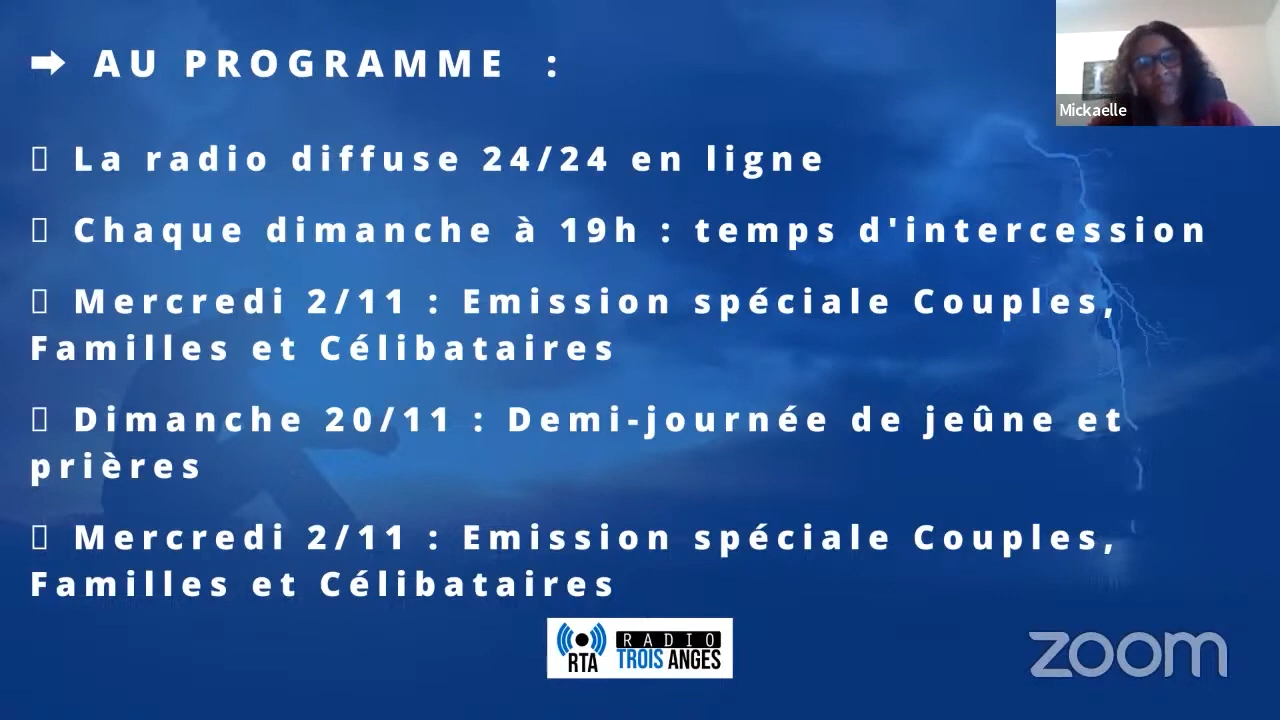 ➡ AU PROGRAMME :
Mickaelle
▯ La radio diffuse 24/24 en ligne
▯ Chaque dimanche à 19h : temps d'intercession
▯ Mercredi 2/11 : Emission spéciale Couples,
Familles et Célibataires
▯ Dimanche 20/11 : Demi-journée de jeûne et
prières
▯ Mercredi 2/11 : Emission spéciale Couples,
Familles et Célibataires
RTA RADIO
TROIS ANGES
zoom